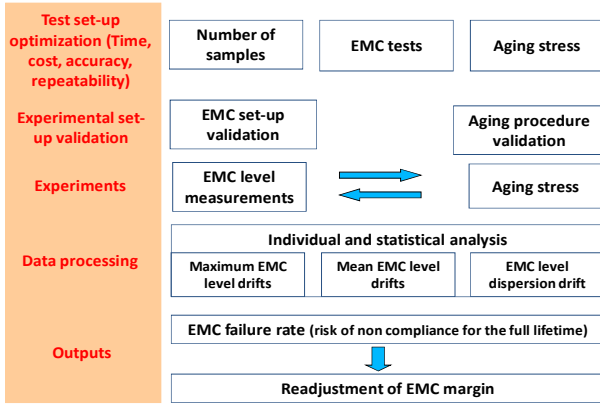 Test set-up
optimization (Time,
cost, accuracy,
repeatability)
Number of
samples
EMC tests
Aging stress
Experimental set-
up validation
EMC set-up
validation
Aging procedure
validation
Experiments
EMC level
measurements
Aging stress
Data processing
Individual and statistical analysis
Maximum EMC
level drifts
Mean EMC level
drifts
EMC level
dispersion drift
Outputs
EMC failure rate (risk of non compliance for the full lifetime)
Readjustment of EMC margin